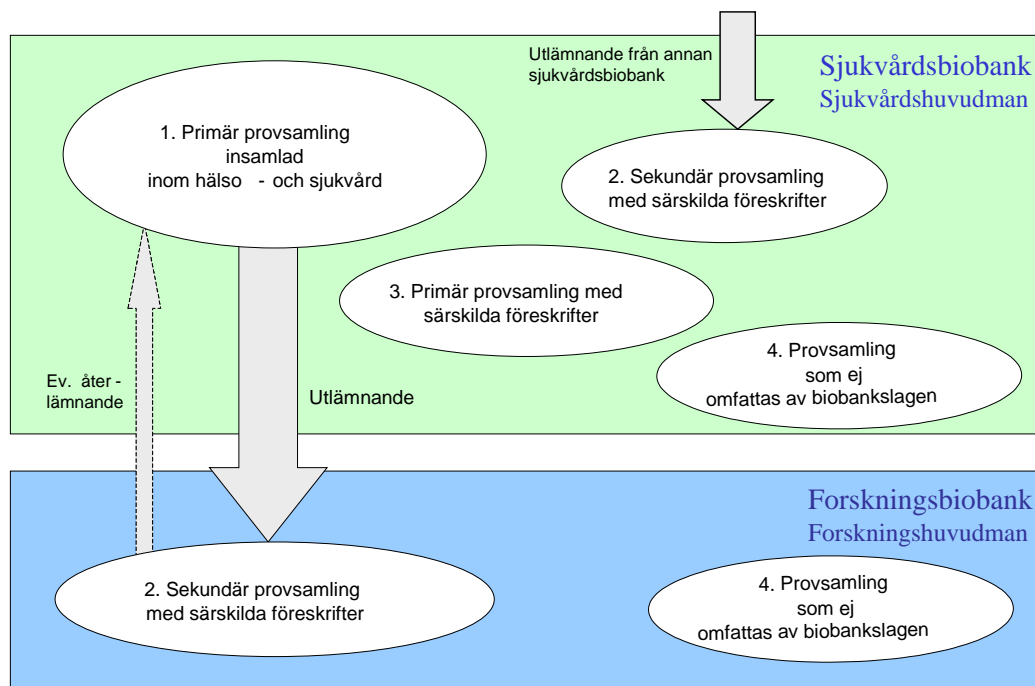 Utlämnande från annan
sjukvårdsbiobank
Sjukvårdsbiobank
Sjukvårdshuvudman
1. Primär provsamling
insamlad
inom hälso - och sjukvård
2. Sekundär provsamling
med särskilda föreskrifter
3. Primär provsamling med
särskilda föreskrifter
4. Provsamling
som ej
omfattas av biobankslagen
Ev. åter -
lämnande
Utlämnande
Forskningsbiobank
Forskningshuvudman
2. Sekundär provsamling
med särskilda föreskrifter
4. Provsamling
som ej
omfattas av biobankslagen